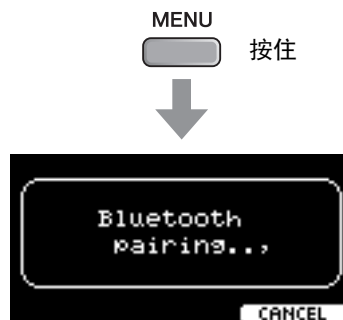 MENU
按住
Bluetooth
pairing..,
CANCEL